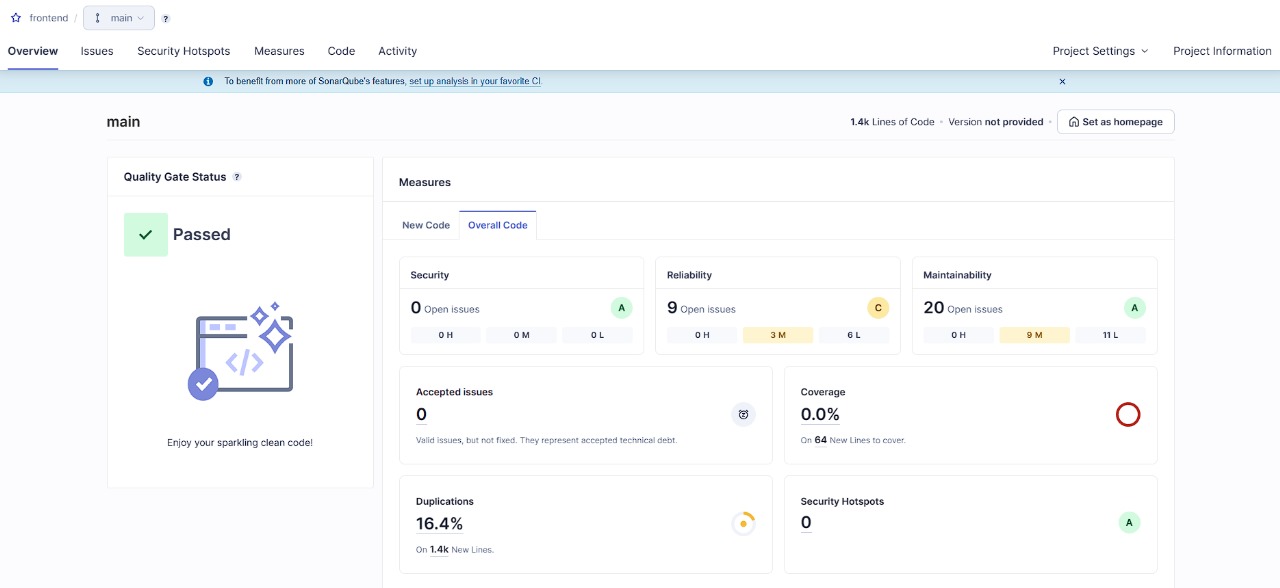 frontend / main ?
Overview Issues Security Hotspots Measures Code Activity Project Settings Project Information
To benefit from more of SonarQube's features, set up analysis in your favorite CI.
main
1.4k Lines of Code • Version not provided • Set as homepage
Quality Gate Status ?
Passed
</>
Enjoy your sparkling clean code!
Measures
New Code Overall Code
Security
0 Open issues A
0 H 0 M 0 L
Reliability
9 Open issues C
0 H 3 M 6 L
Maintainability
20 Open issues A
0 H 9 M 11 L
Accepted issues
0
Valid issues, but not fixed. They represent accepted technical debt.
Coverage
0.0%
On 64 New Lines to cover.
Duplications
16.4%
On 1.4k New Lines.
Security Hotspots
0 A